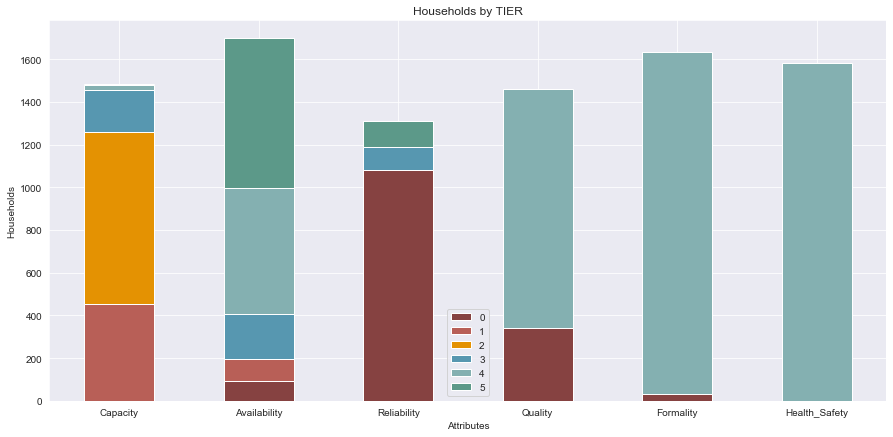 Households by TIER
Households
1600
1400
1200
1000
800
600
400
200
0
0
1
2
3
4
5
Capacity
Availability
Reliability
Quality
Formality
Health_Safety
Attributes